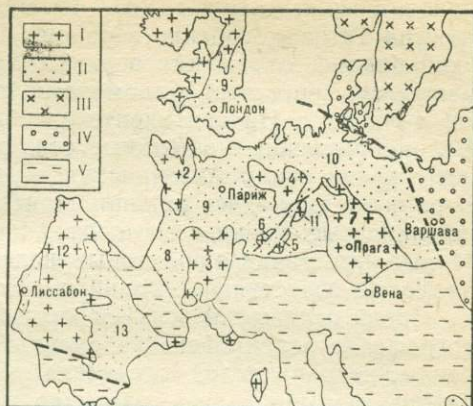 I
II
III
IV
V
1
9
Лондон
2
10
4
Париж
9
11
7
Варшава
6
5
Прага
8
3
12
Вена
Лиссабон
13